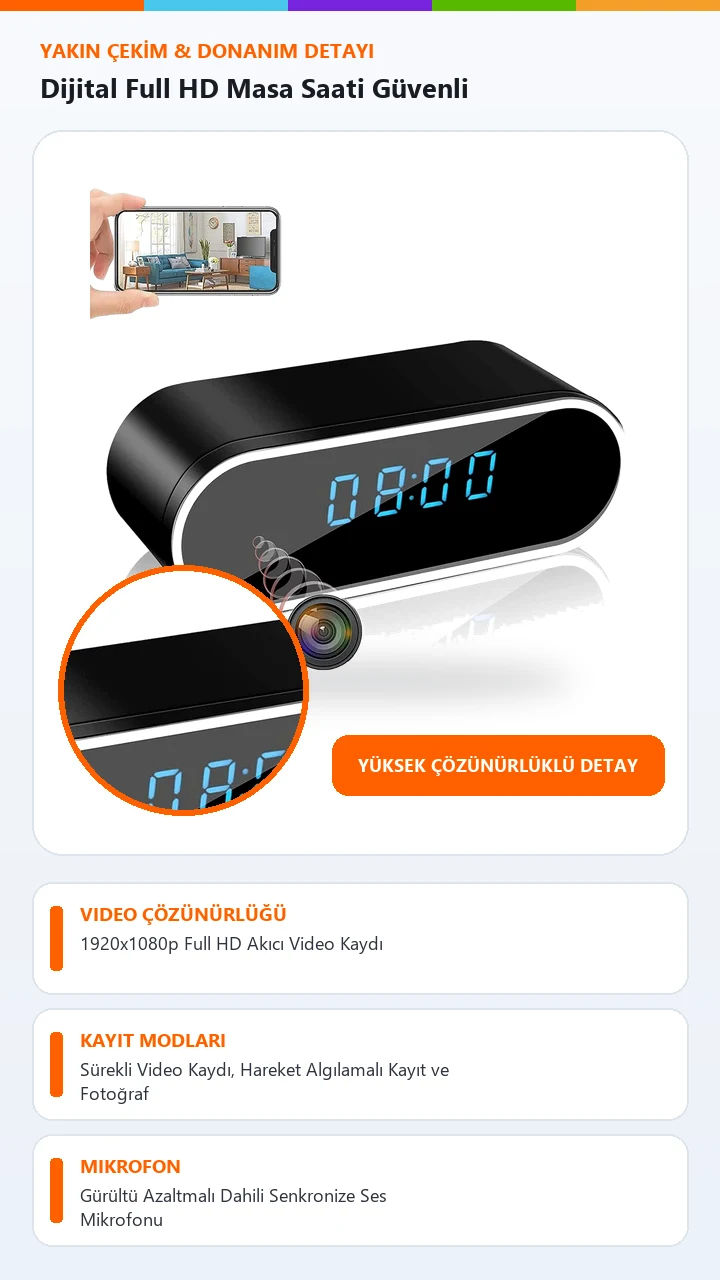 YAKIN ÇEKİM & DONANIM DETAYI
Dijital Full HD Masa Saati Güvenli
08:00
YÜKSEK ÇÖZÜNÜRLÜKLÜ DETAY
VIDEO ÇÖZÜNÜRLÜĞÜ
1920x1080p Full HD Akıcı Video Kaydı
KAYIT MODLARI
Sürekli Video Kaydı, Hareket Algılamalı Kayıt ve
Fotoğraf
MIKROFON
Gürültü Azaltmalı Dahili Senkronize Ses
Mikrofonu